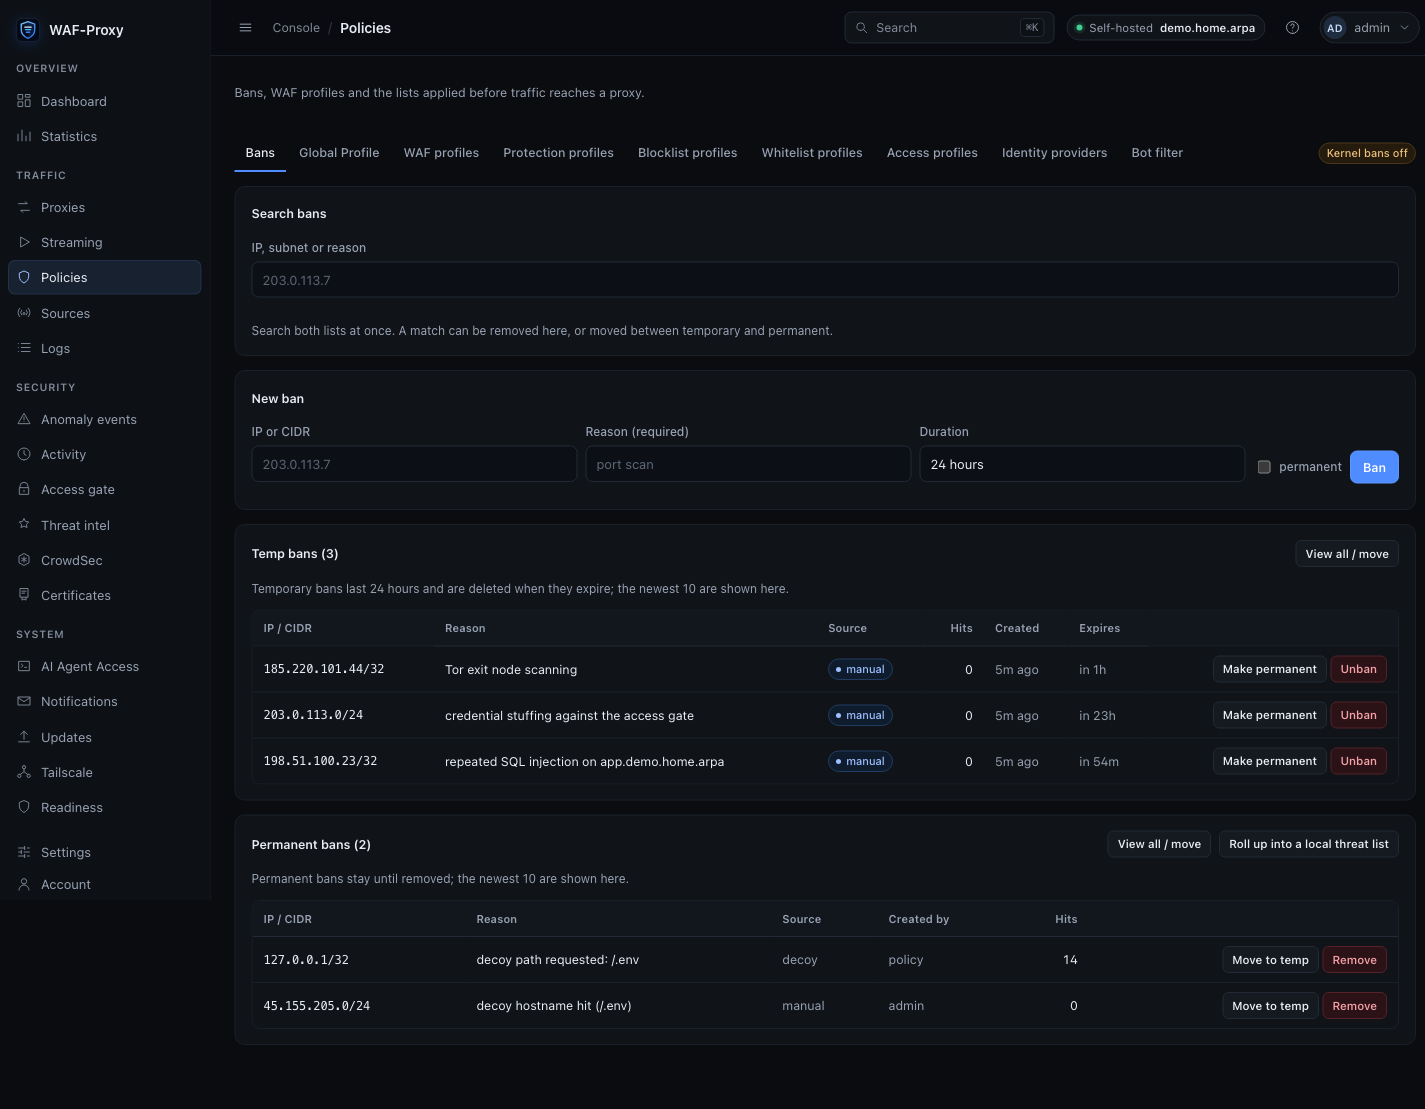 WAF-Proxy
OVERVIEW
Dashboard
Statistics
TRAFFIC
Proxies
Streaming
Policies
Sources
Logs
SECURITY
Anomaly events
Activity
Access gate
Threat intel
CrowdSec
Certificates
SYSTEM
AI Agent Access
Notifications
Updates
Tailscale
Readiness
Settings
Account
Console / Policies
Search ⌘K
Self-hosted demo.home.arpa
AD admin
Bans, WAF profiles and the lists applied before traffic reaches a proxy.
Bans Global Profile WAF profiles Protection profiles Blocklist profiles Whitelist profiles Access profiles Identity providers Bot filter Kernel bans off
Search bans
IP, subnet or reason
203.0.113.7
Search both lists at once. A match can be removed here, or moved between temporary and permanent.
New ban
IP or CIDR Reason (required) Duration
203.0.113.7 port scan 24 hours permanent Ban
Temp bans (3) View all / move
Temporary bans last 24 hours and are deleted when they expire; the newest 10 are shown here.
IP / CIDR Reason Source Hits Created Expires
185.220.101.44/32 Tor exit node scanning manual 0 5m ago in 1h Make permanent Unban
203.0.113.0/24 credential stuffing against the access gate manual 0 5m ago in 23h Make permanent Unban
198.51.100.23/32 repeated SQL injection on app.demo.home.arpa manual 0 5m ago in 54m Make permanent Unban
Permanent bans (2) View all / move Roll up into a local threat list
Permanent bans stay until removed; the newest 10 are shown here.
IP / CIDR Reason Source Created by Hits
127.0.0.1/32 decoy path requested: /.env decoy policy 14 Move to temp Remove
45.155.205.0/24 decoy hostname hit (/.env) manual admin 0 Move to temp Remove